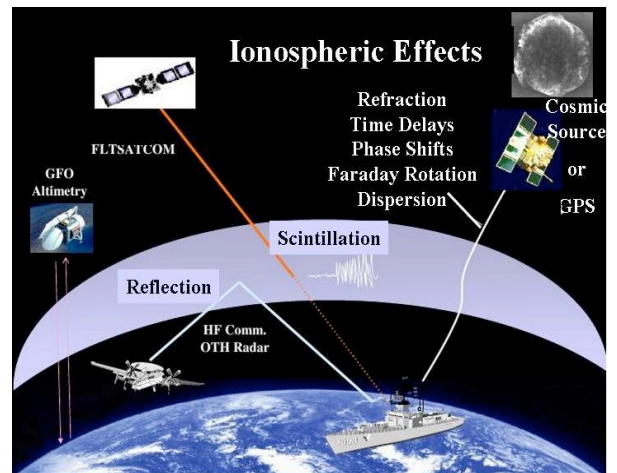 Ionospheric Effects
Refraction
Time Delays
Phase Shifts
Faraday Rotation
Dispersion
Cosmic
Source
or
GPS
FLTSATCOM
GFO
Altimetry
Scintillation
Reflection
HF Comm.
OTH Radar